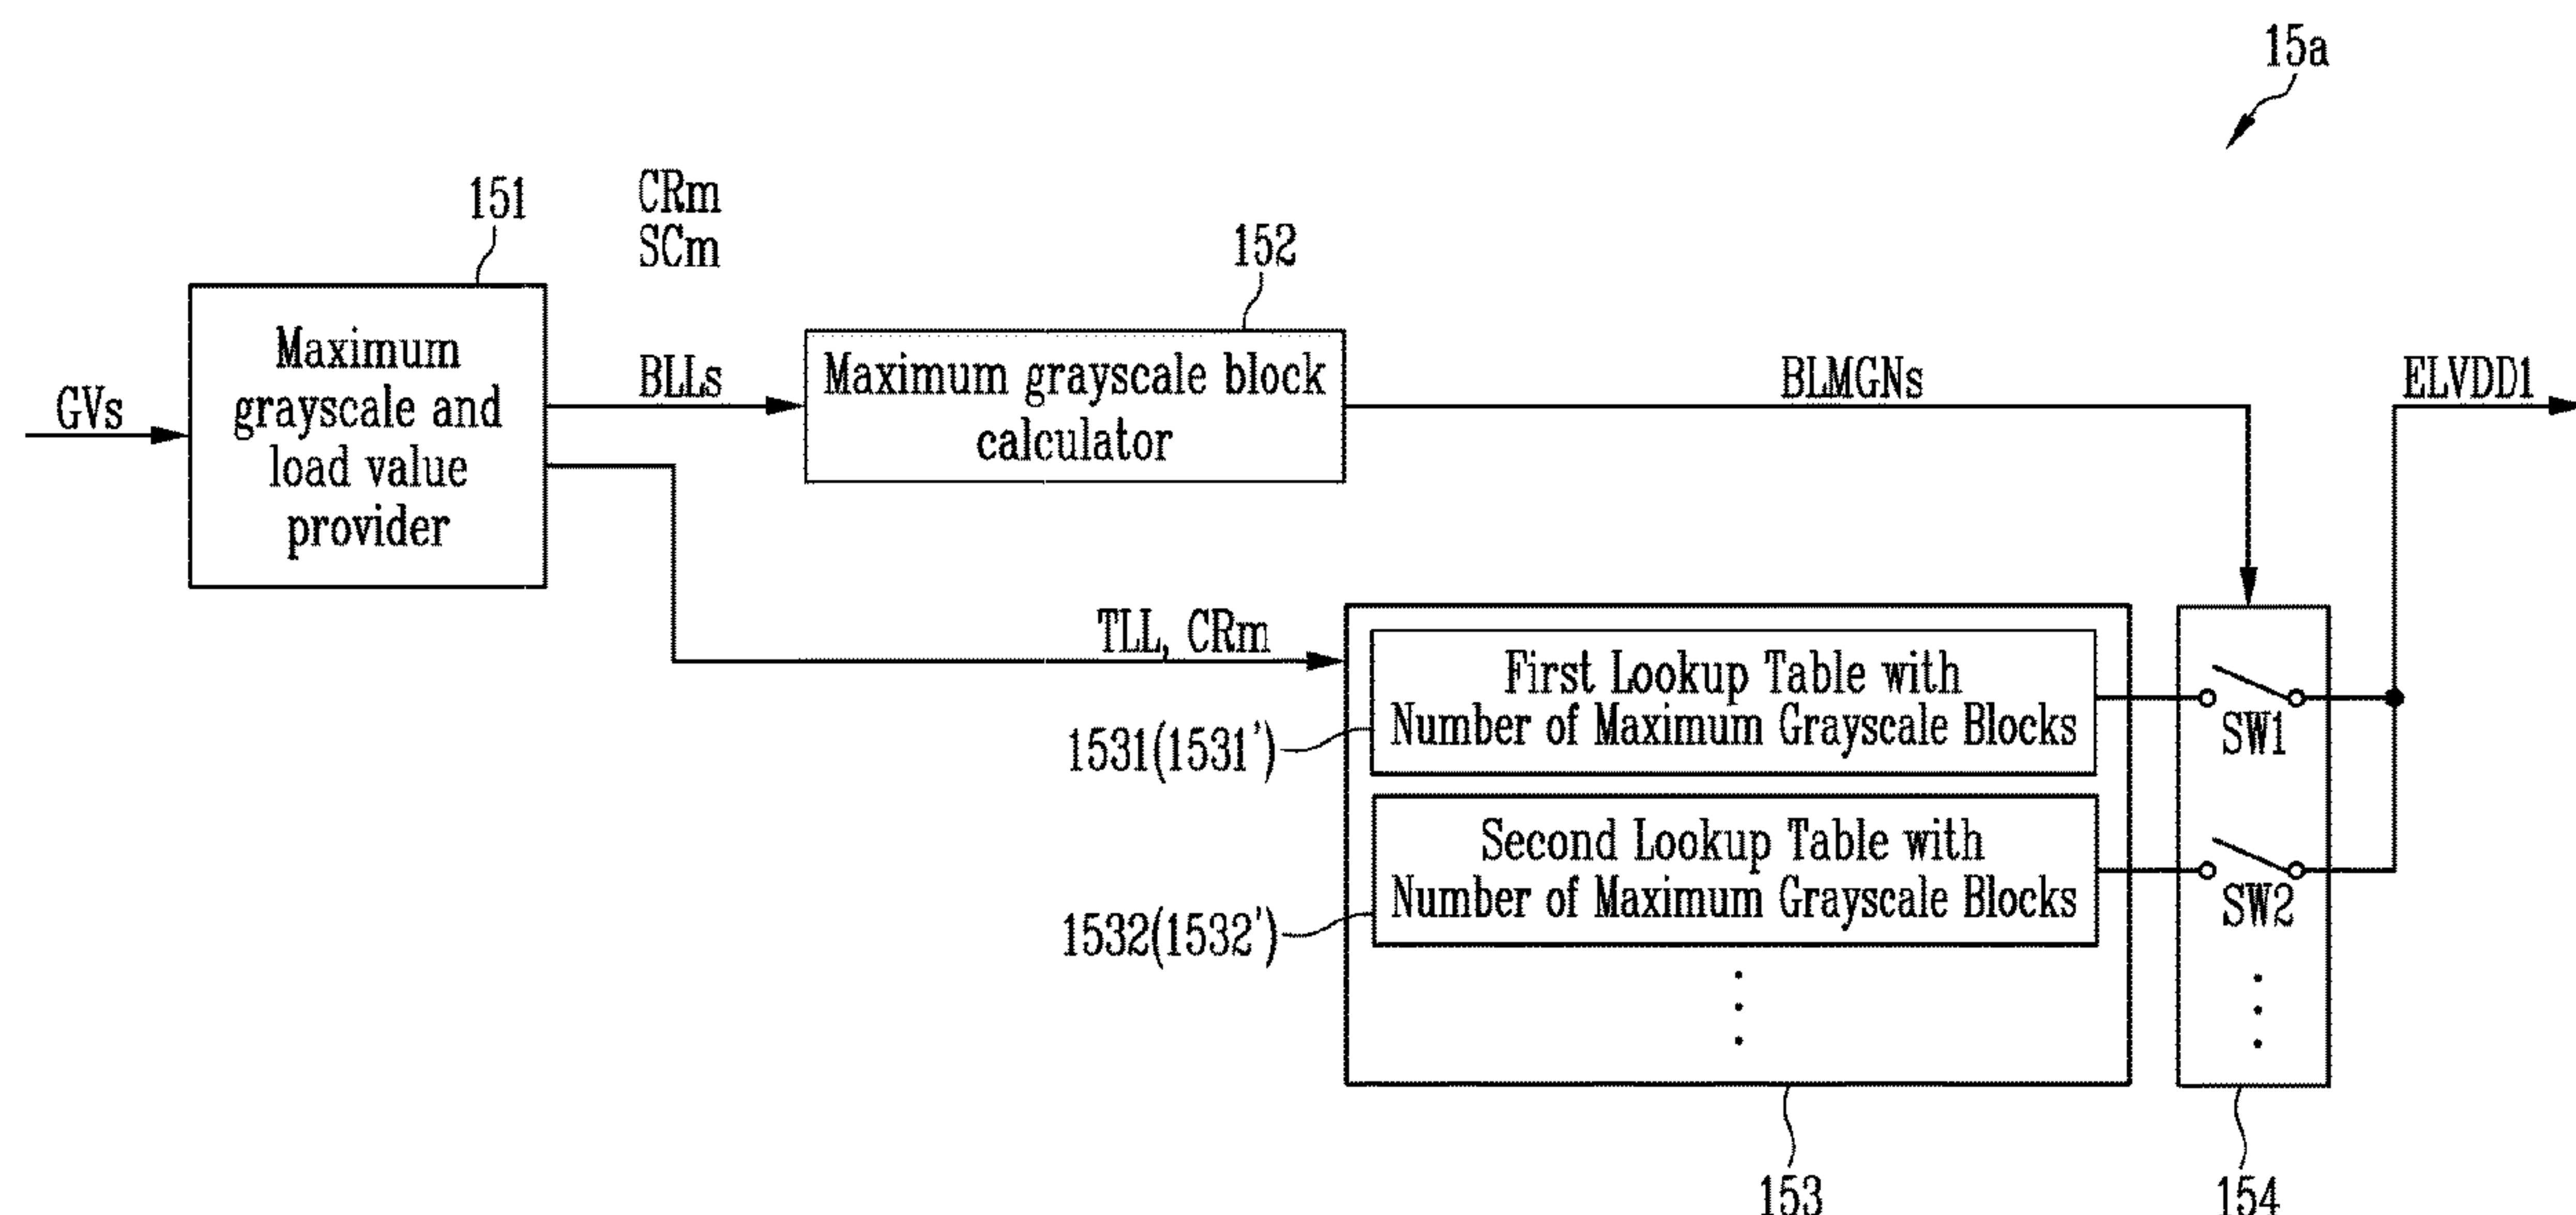 15a
151
CRm
SCm
152
GVs
Maximum
grayscale and
load value
provider
BLLs
Maximum grayscale block
calculator
BLMGNs
ELVDD1
TLL, CRm
First Lookup Table with
Number of Maximum Grayscale Blocks
1531(1531')
SW1
Second Lookup Table with
Number of Maximum Grayscale Blocks
1532(1532')
SW2
153
154